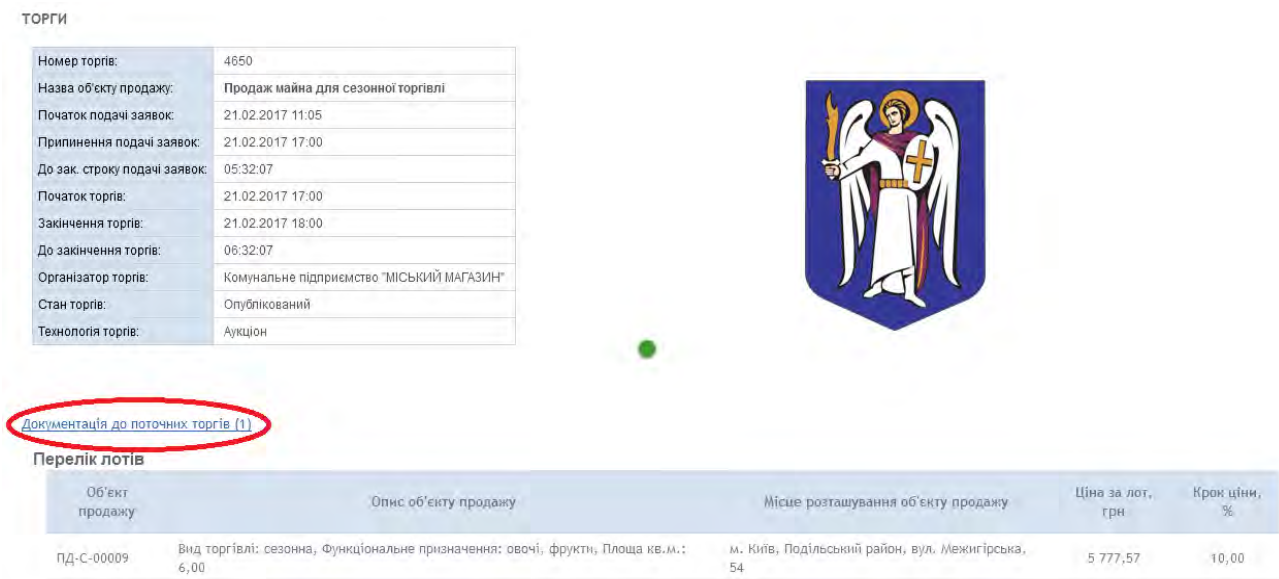 ТОРГИ
Номер торгів: 4650
Назва об'єкту продажу: Продаж майна для сезонної торгівлі
Початок подачі заявок: 21.02.2017 11:05
Припинення подачі заявок: 21.02.2017 17:00
До зак. строку подачі заявок: 05:32:07
Початок торгів: 21.02.2017 17:00
Закінчення торгів: 21.02.2017 18:00
До закінчення торгів: 06:32:07
Організатор торгів: Комунальне підприємство "МІСЬКИЙ МАГАЗИН"
Стан торгів: Опублікований
Технологія торгів: Аукціон
Документація до поточних торгів (1)
Перелік лотів
Об'єкт продажу Опис об'єкту продажу Місце розташування об'єкту продажу Ціна за лот, грн Крок ціни, %
ПД-С-00009 Вид торгівлі: сезонна, Функціональне призначення: овочі, фрукти, Площа кв.м.: 6,00 м. Київ, Подільський район, вул. Межигірська, 54 5 777,57 10,00